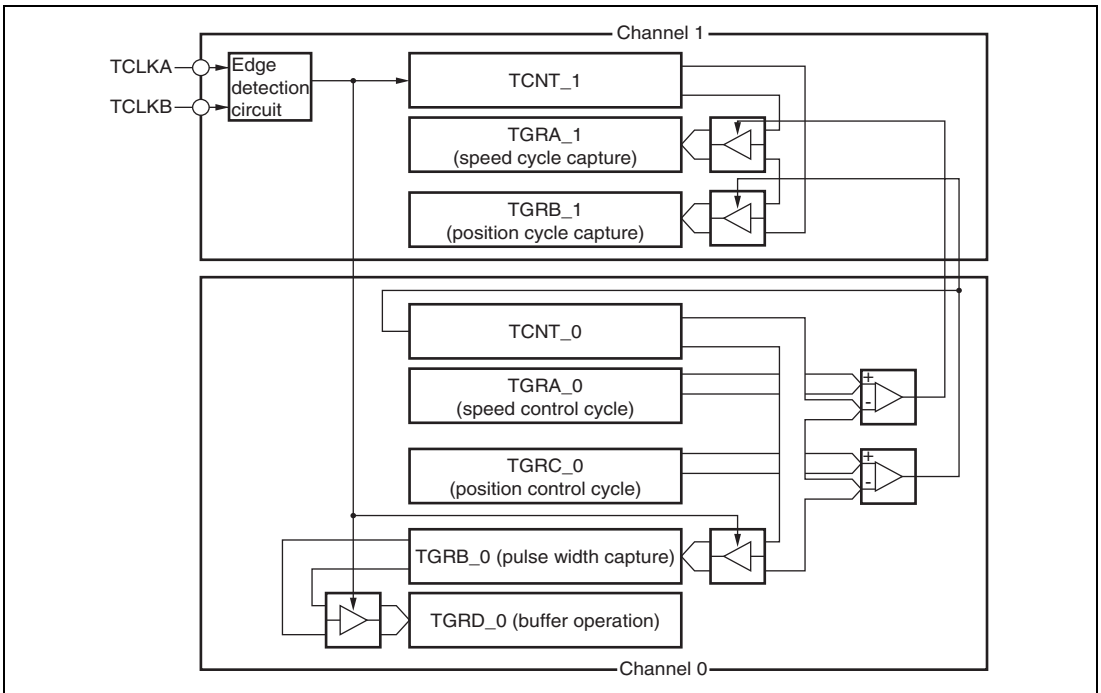 Channel 1
TCLKA
TCLKB
Edge
detection
circuit
TCNT_1
TGRA_1
(speed cycle capture)
TGRB_1
(position cycle capture)
TCNT_0
TGRA_0
(speed control cycle)
+
-
TGRC_0
(position control cycle)
+
-
TGRB_0 (pulse width capture)
TGRD_0 (buffer operation)
Channel 0